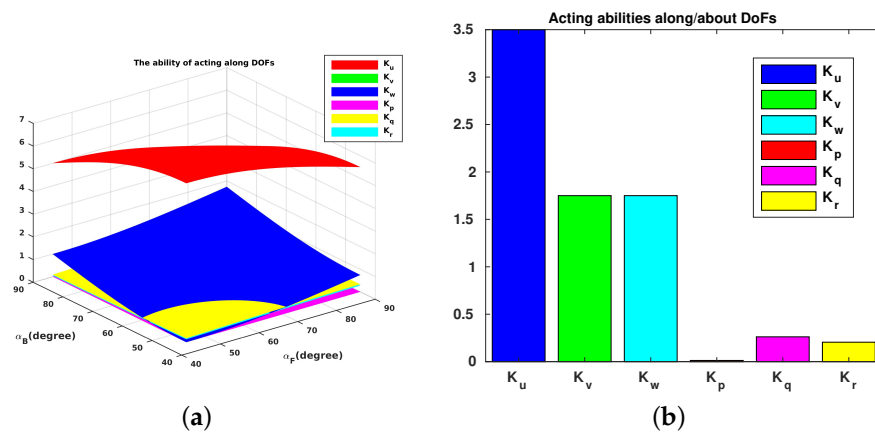 The ability of acting along DOFs
K_u
K_v
K_w
K_p
K_q
K_r
7
6
5
4
3
2
1
0
90
80
70
60
50
40
α_B(degree)
40
50
60
70
80
90
α_F(degree)
(a)
Acting abilities along/about DoFs
3.5
3
2.5
2
1.5
1
0.5
0
K_u
K_v
K_w
K_p
K_q
K_r
K_u K_v K_w K_p K_q K_r
(b)